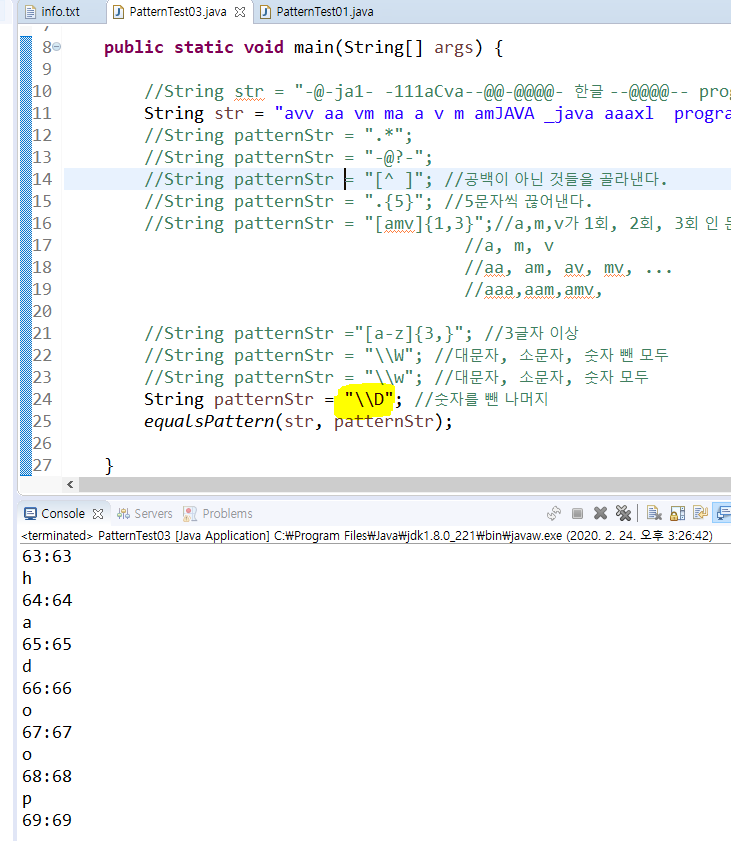 info.txt PatternTest03.java PatternTest01.java
7
8 public static void main(String[] args) {
9
10 //String str = "-@-ja1- -111aCva--@@-@@@@- 한글 --@@@@-- prog
11 String str = "avv aa vm ma a v m amJAVA _java aaaxl  progra
12 //String patternStr = ".*";
13 //String patternStr = "-@?-";
14 //String patternStr = "[^ ]"; //공백이 아닌 것들을 골라낸다.
15 //String patternStr = ".{5}"; //5문자씩 끊어낸다.
16 //String patternStr = "[amv]{1,3}";//a,m,v가 1회, 2회, 3회 인 문
17 //a, m, v
18 //aa, am, av, mv, ...
19 //aaa,aam,amv,
20
21 //String patternStr ="[a-z]{3,}"; //3글자 이상
22 //String patternStr = "\\W"; //대문자, 소문자, 숫자 뺀 모두
23 //String patternStr = "\\w"; //대문자, 소문자, 숫자 모두
24 String patternStr = "\\D"; //숫자를 뺀 나머지
25 equalsPattern(str, patternStr);
26
27 }
Console Servers Problems
<terminated> PatternTest03 [Java Application] C:₩Program Files₩Java₩jdk1.8.0_221₩bin₩javaw.exe (2020. 2. 24. 오후 3:26:42)
63:63
h
64:64
a
65:65
d
66:66
o
67:67
o
68:68
p
69:69